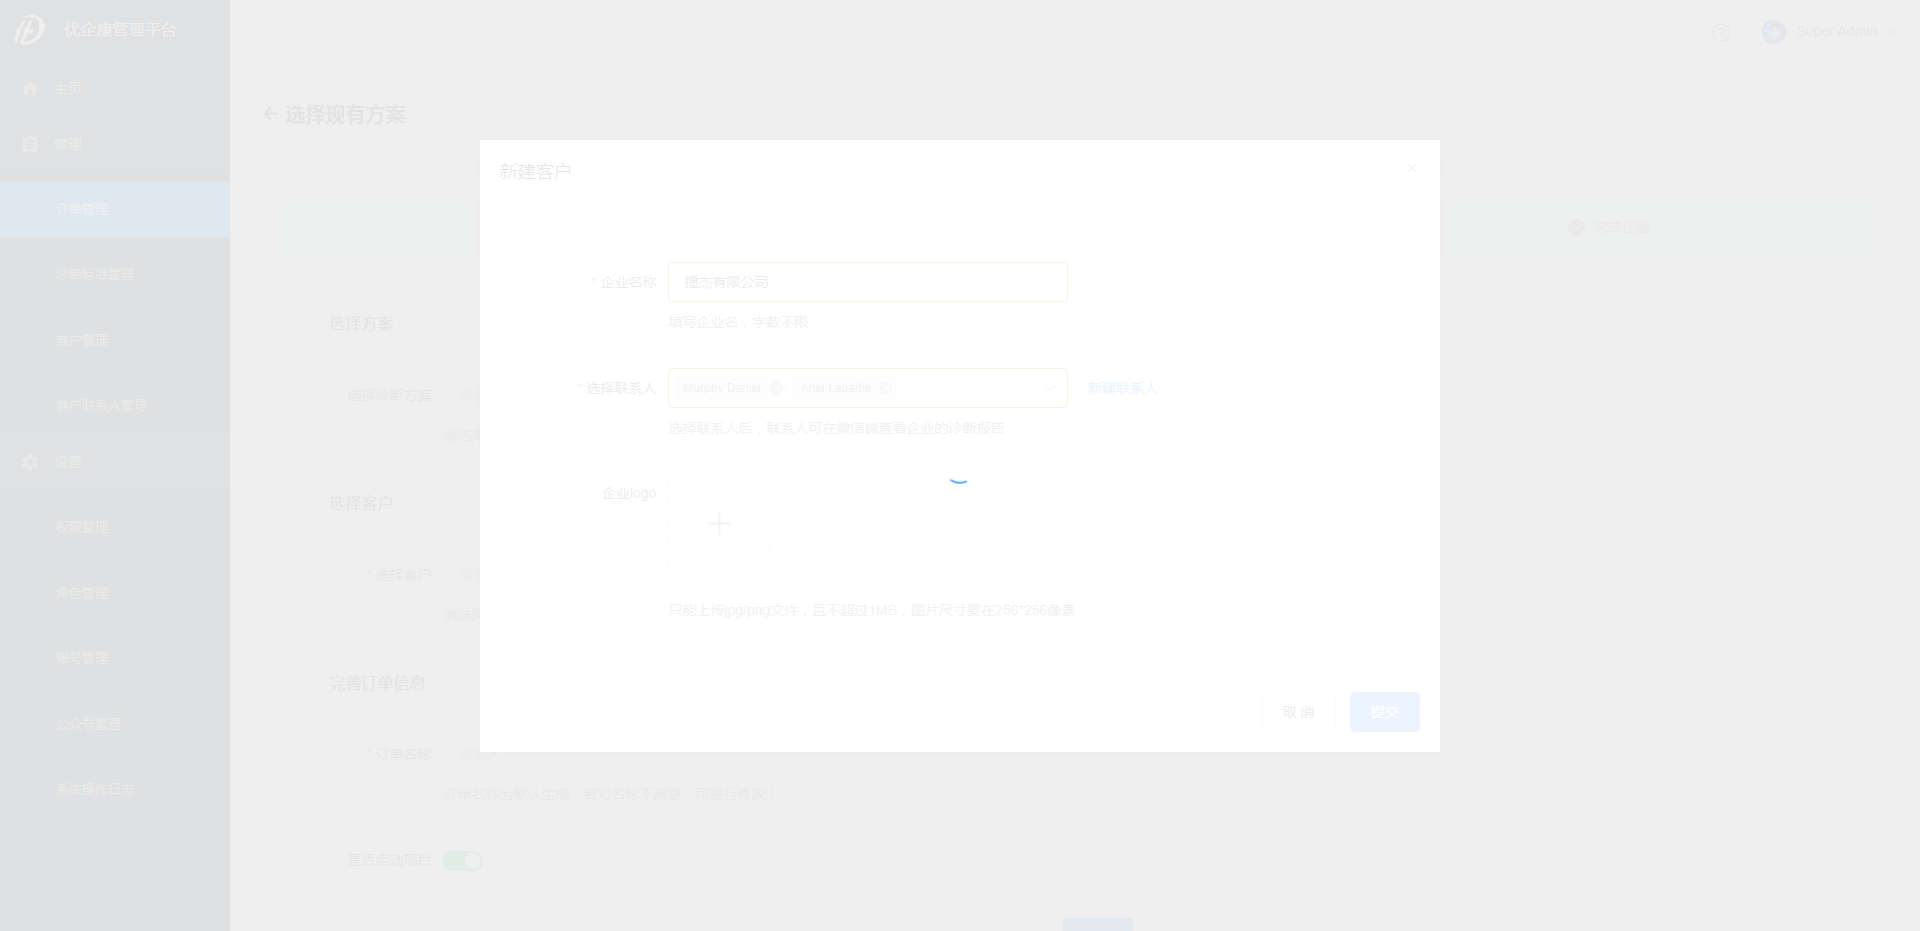 优企康管理平台
Super Admin
主页
选择现有方案
管理
新建客户
订单管理
诊断标准管理
* 企业名称
瑾杰有限公司
填写企业名，字数不限
选择方案
客户管理
* 选择联系人
Murphy Daniel
Ariel Labadie
新建联系人
* 选择诊断方案
客户联系人管理
选择联系人后，联系人可在微信端查看企业的诊断报告
请选择
设置
企业logo
选择客户
权限管理
* 选择客户
角色管理
只能上传jpg/png文件，且不超过1MB，图片尺寸要在256*256像素
请选择
账号管理
完善订单信息
取 消
提交
公众号管理
* 订单名称
系统操作日志
订单名称为默认生成，若对名称不满意，可进行修改！
是否启动项目